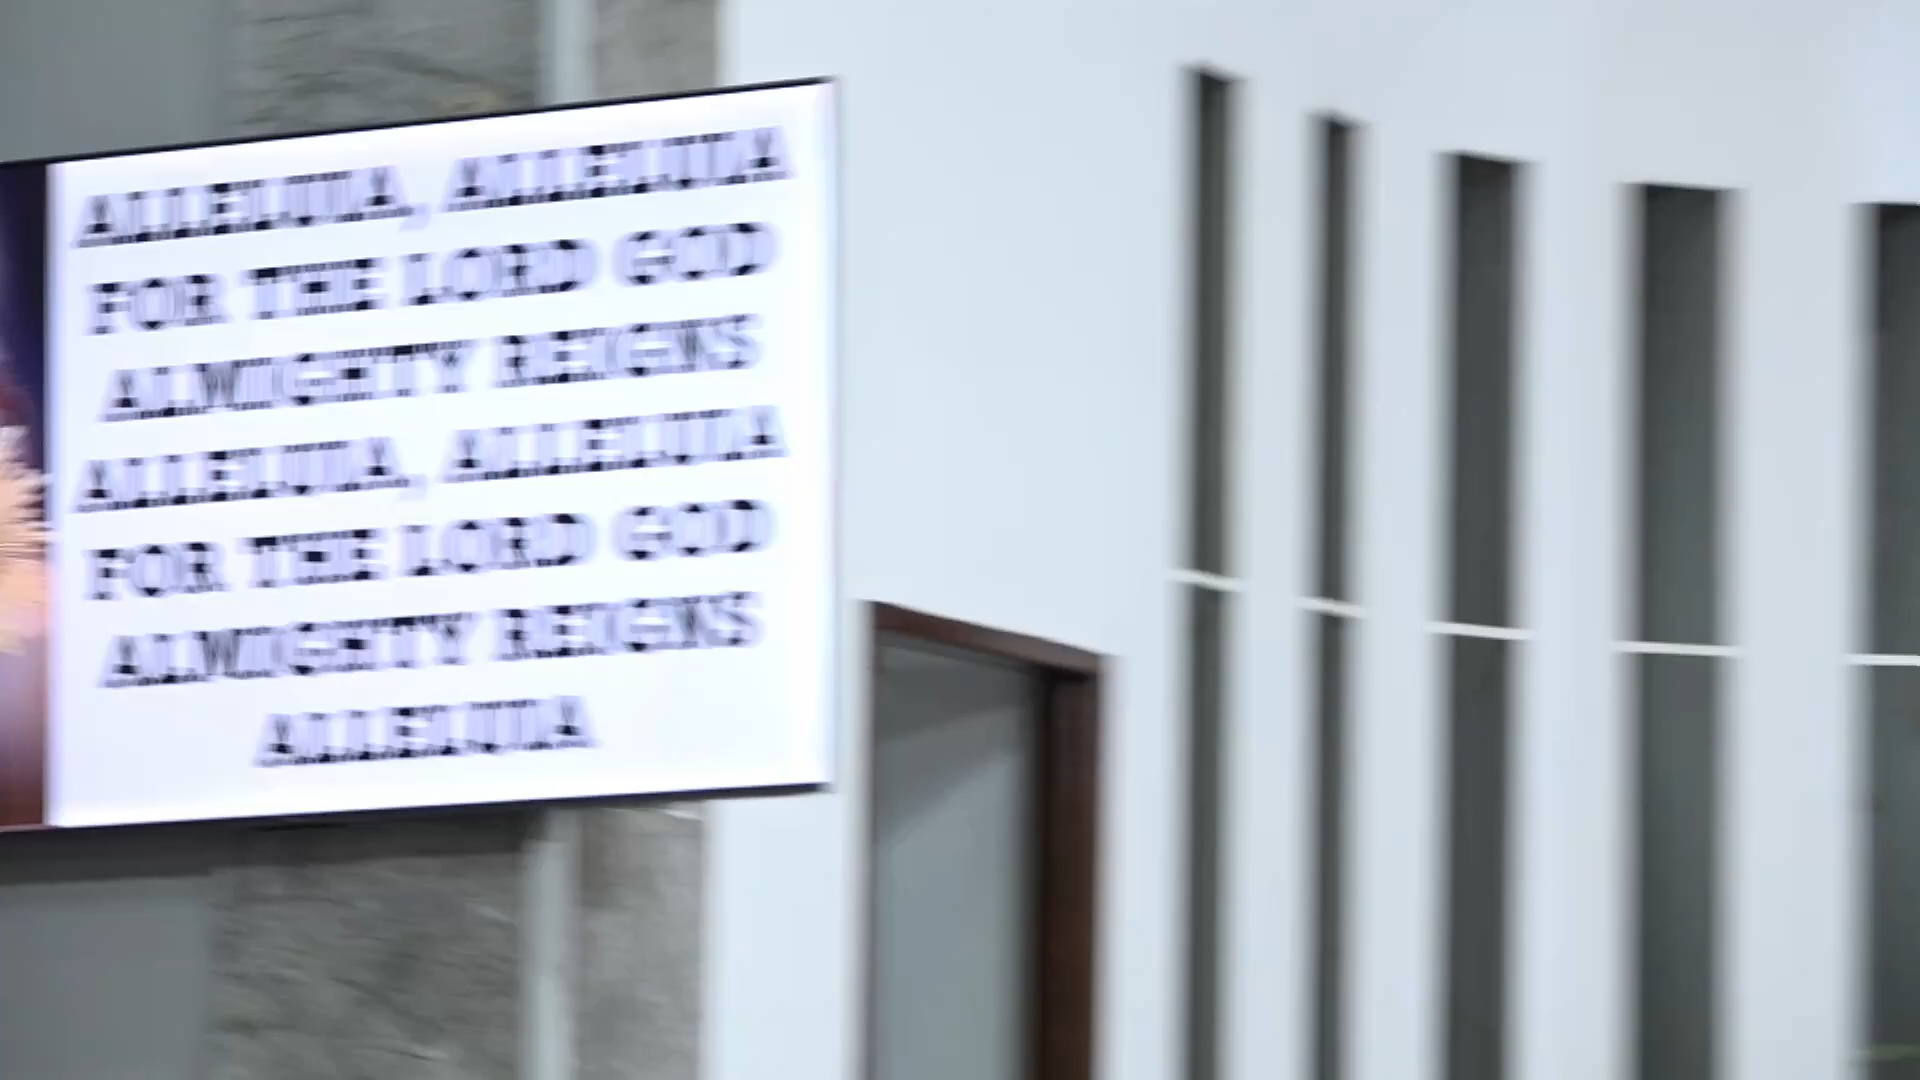 ALLELUIA, ALLELUIA
FOR THE LORD GOD
ALMIGHTY REIGNS
ALLELUIA, ALLELUIA
FOR THE LORD GOD
ALMIGHTY REIGNS
ALLELUIA